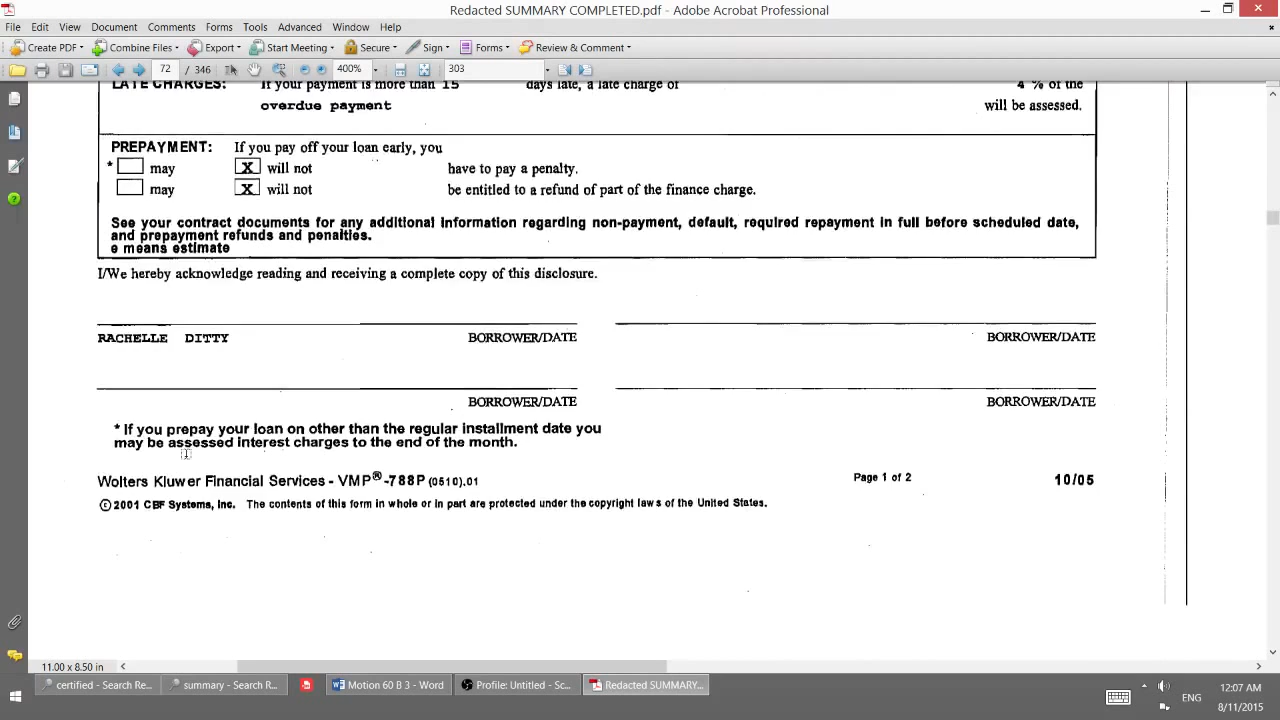 Redacted SUMMARY COMPLETED.pdf - Adobe Acrobat Professional
File Edit View Document Comments Forms Tools Advanced Window Help
Create PDF Combine Files Export Start Meeting Secure Sign Forms Review & Comment
72 / 346 400% 303
LATE CHARGES: If your payment is more than 15 days late, a late charge of 4 % of the
overdue payment will be assessed.
PREPAYMENT: If you pay off your loan early, you
* may X will not have to pay a penalty.
may X will not be entitled to a refund of part of the finance charge.
See your contract documents for any additional information regarding non-payment, default, required repayment in full before scheduled date,
and prepayment refunds and penalties.
e means estimate
I/We hereby acknowledge reading and receiving a complete copy of this disclosure.
RACHELLE DITTY BORROWER/DATE BORROWER/DATE
BORROWER/DATE BORROWER/DATE
* If you prepay your loan on other than the regular installment date you
may be assessed interest charges to the end of the month.
Wolters Kluwer Financial Services - VMP®-788P (0510).01 Page 1 of 2 10/05
©2001 CBF Systems, Inc. The contents of this form in whole or in part are protected under the copyright laws of the United States.
11.00 x 8.50 in
certified - Search Re... summary - Search R... Motion 60 B 3 - Word Profile: Untitled - Sc... Redacted SUMMARY...
ENG 12:07 AM
8/11/2015